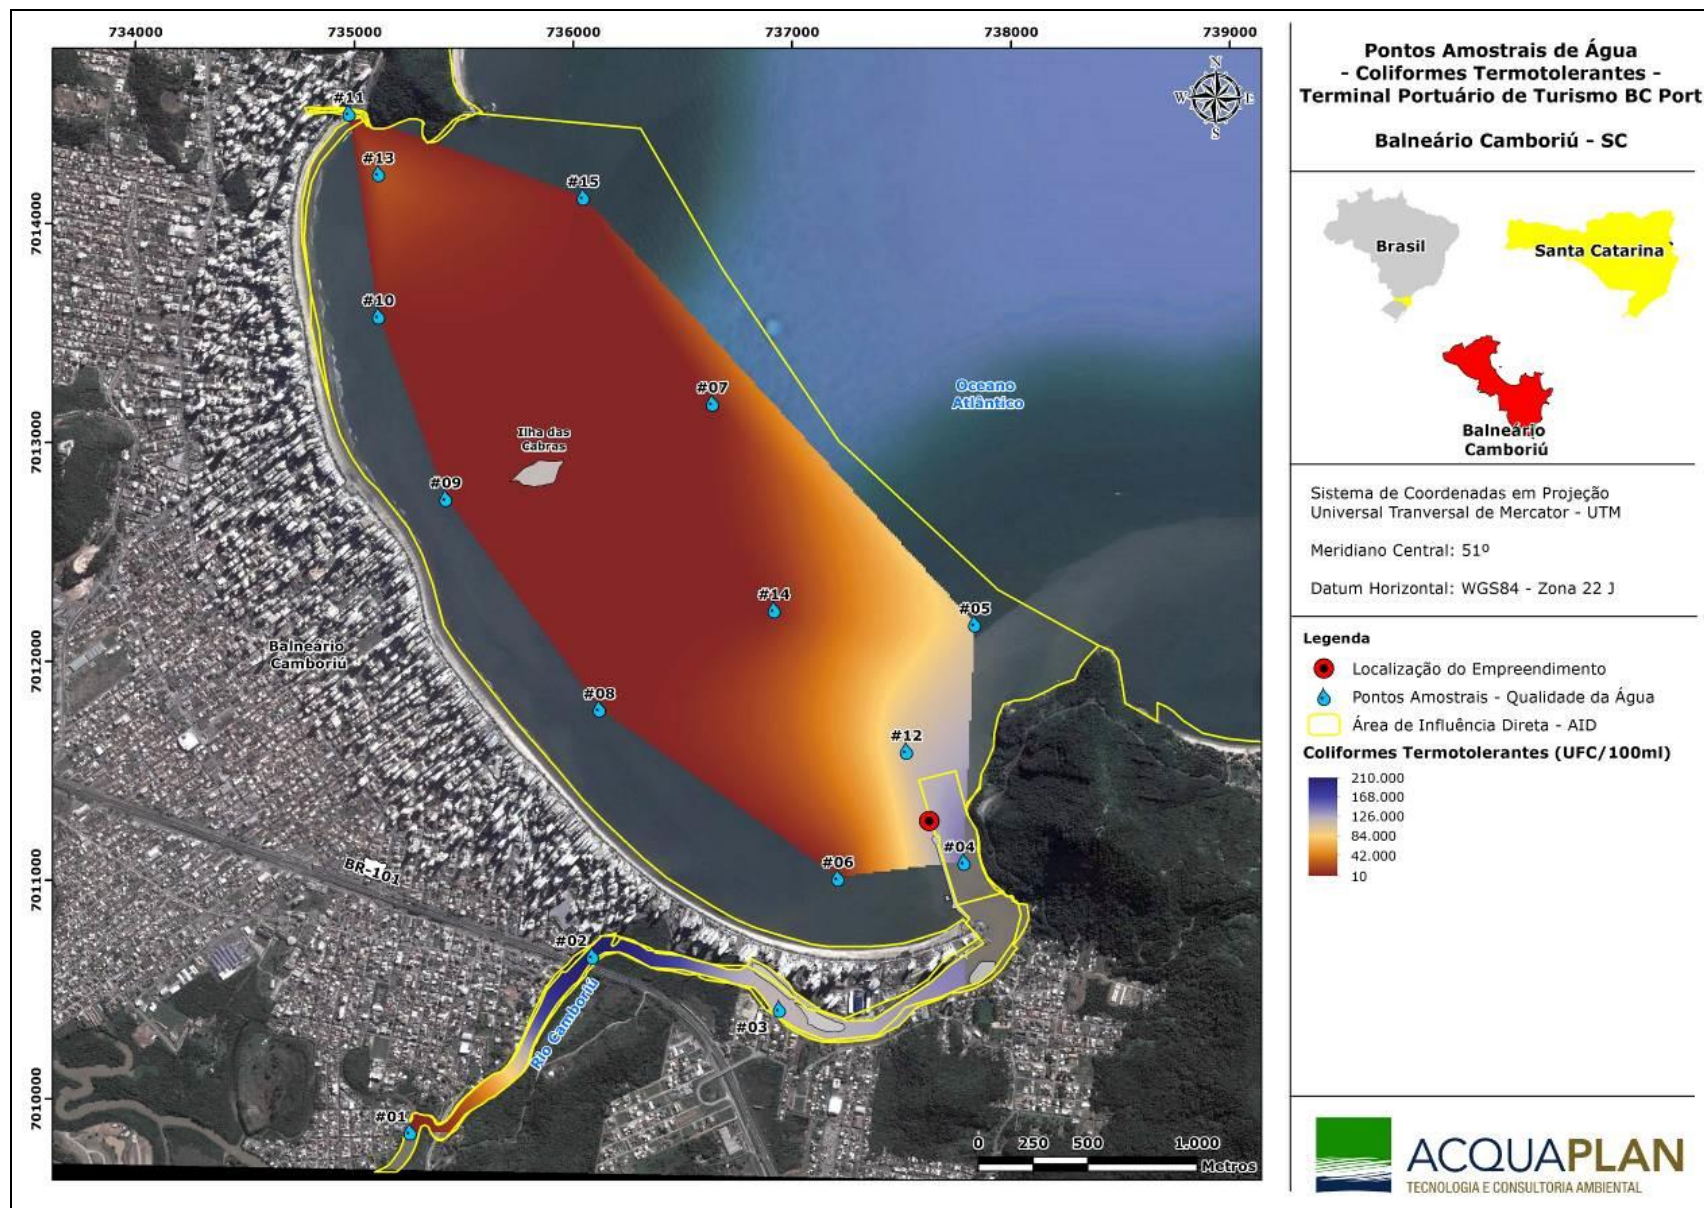 734000
735000
736000
737000
738000
739000
7014000
7013000
7012000
7011000
7010000
N
W
E
S
#11
#13
#15
#10
#07
Oceano
Atlântico
Ilha das
Cabras
#09
#14
#05
Balneário
Camboriú
#08
#12
#04
#06
BR-101
#02
#03
Rio Camboriú
#01
0 250 500 1.000
Metros
Pontos Amostrais de Água
- Coliformes Termotolerantes -
Terminal Portuário de Turismo BC Port
Balneário Camboriú - SC
Brasil
Santa Catarina
Balneário
Camboriú
Sistema de Coordenadas em Projeção
Universal Tranversal de Mercator - UTM
Meridiano Central: 51º
Datum Horizontal: WGS84 - Zona 22 J
Legenda
Localização do Empreendimento
Pontos Amostrais - Qualidade da Água
Área de Influência Direta - AID
Coliformes Termotolerantes (UFC/100ml)
210.000
168.000
126.000
84.000
42.000
10
ACQUAPLAN
TECNOLOGIA E CONSULTORIA AMBIENTAL